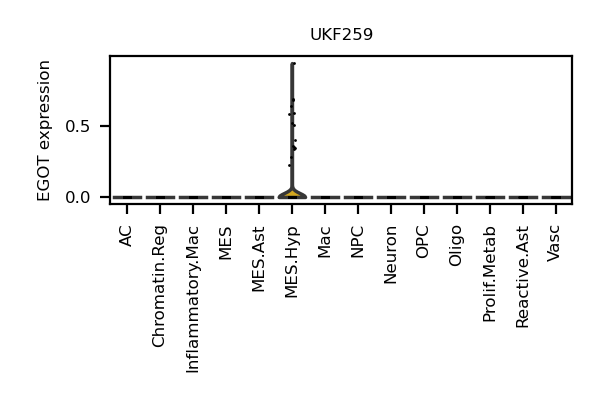 UKF259
EGOT expression
0.5
0.0
AC
Chromatin.Reg
Inflammatory.Mac
MES
MES.Ast
MES.Hyp
Mac
NPC
Neuron
OPC
Oligo
Prolif.Metab
Reactive.Ast
Vasc